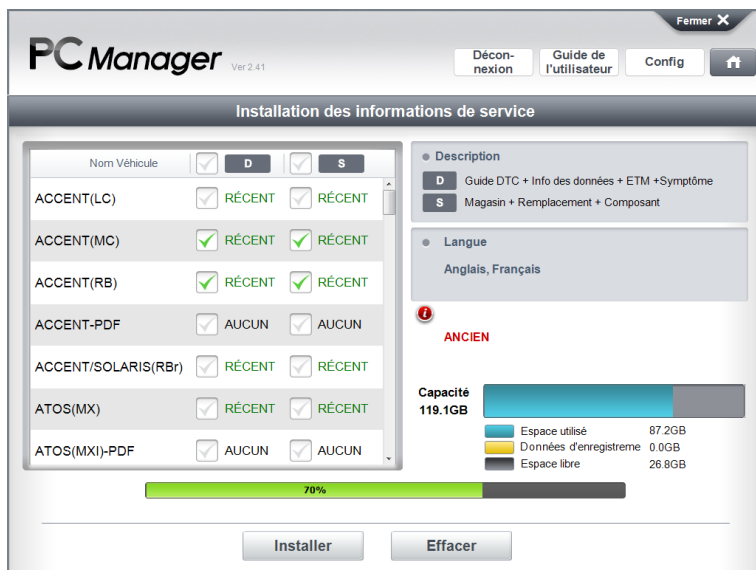 Fermer X
PC Manager Ver 2.41
Décon-
nexion
Guide de
l'utilisateur
Config
Installation des informations de service
Nom Véhicule D S
ACCENT(LC) RÉCENT RÉCENT
ACCENT(MC) RÉCENT RÉCENT
ACCENT(RB) RÉCENT RÉCENT
ACCENT-PDF AUCUN AUCUN
ACCENT/SOLARIS(RBr) RÉCENT RÉCENT
ATOS(MX) RÉCENT RÉCENT
ATOS(MXI)-PDF AUCUN AUCUN
Description
D Guide DTC + Info des données + ETM +Symptôme
S Magasin + Remplacement + Composant
Langue
Anglais, Français
i
ANCIEN
Capacité
119.1GB
Espace utilisé 87.2GB
Données d'enregistreme 0.0GB
Espace libre 26.8GB
70%
Installer
Effacer